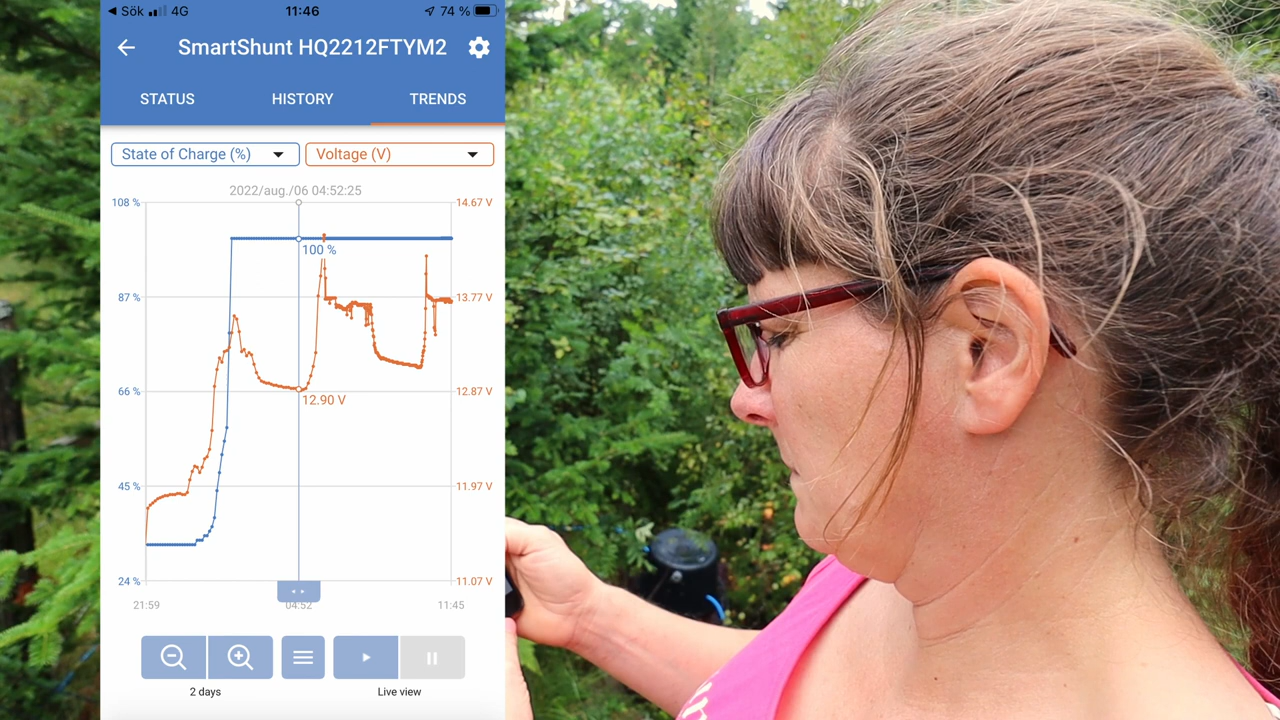 ◀ Sök 4G 11:46 74 %
SmartShunt HQ2212FTYM2
STATUS HISTORY TRENDS
State of Charge (%) Voltage (V)
2022/aug./06 04:52:25
108 % 14.67 V
100 %
87 % 13.77 V
66 % 12.87 V
12.90 V
45 % 11.97 V
24 % 11.07 V
21:59 04:52 11:45
2 days Live view